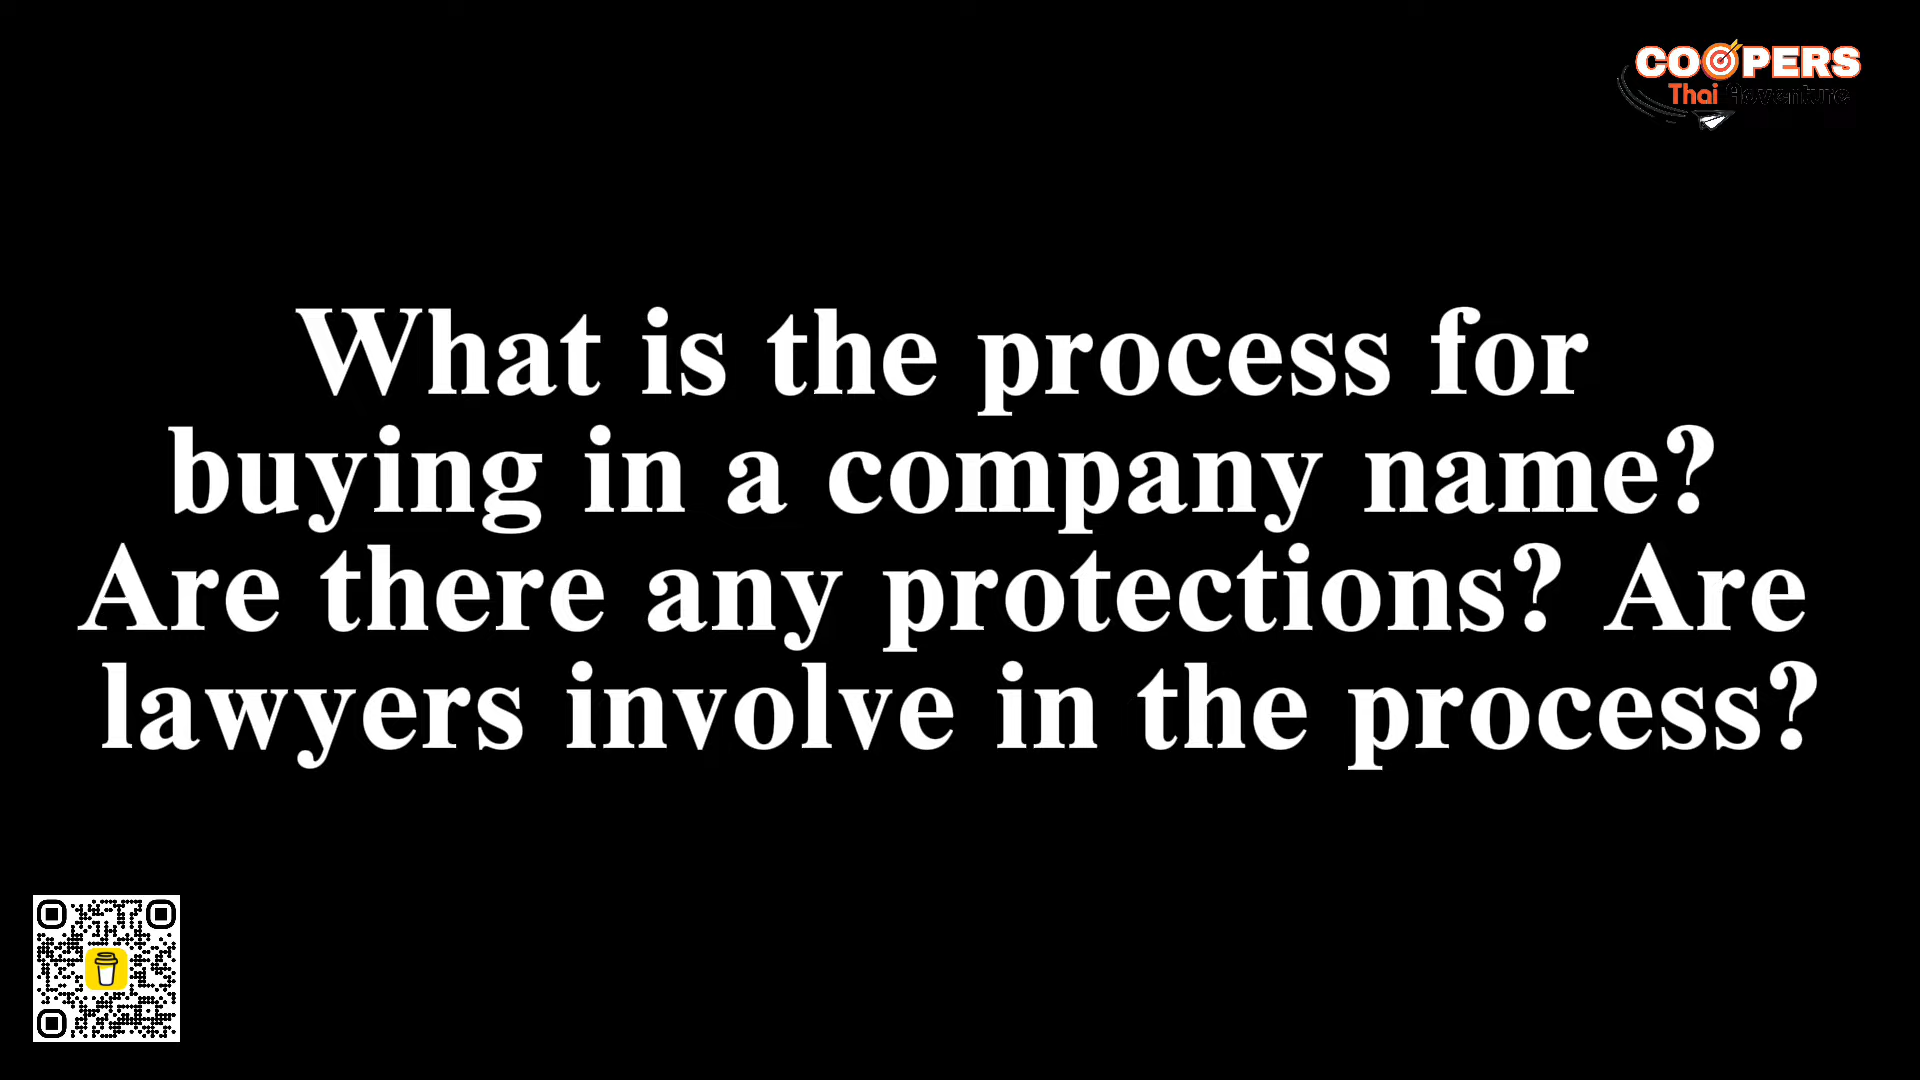 COOPERS
Thai Adventure
What is the process for
buying in a company name?
Are there any protections? Are
lawyers involve in the process?